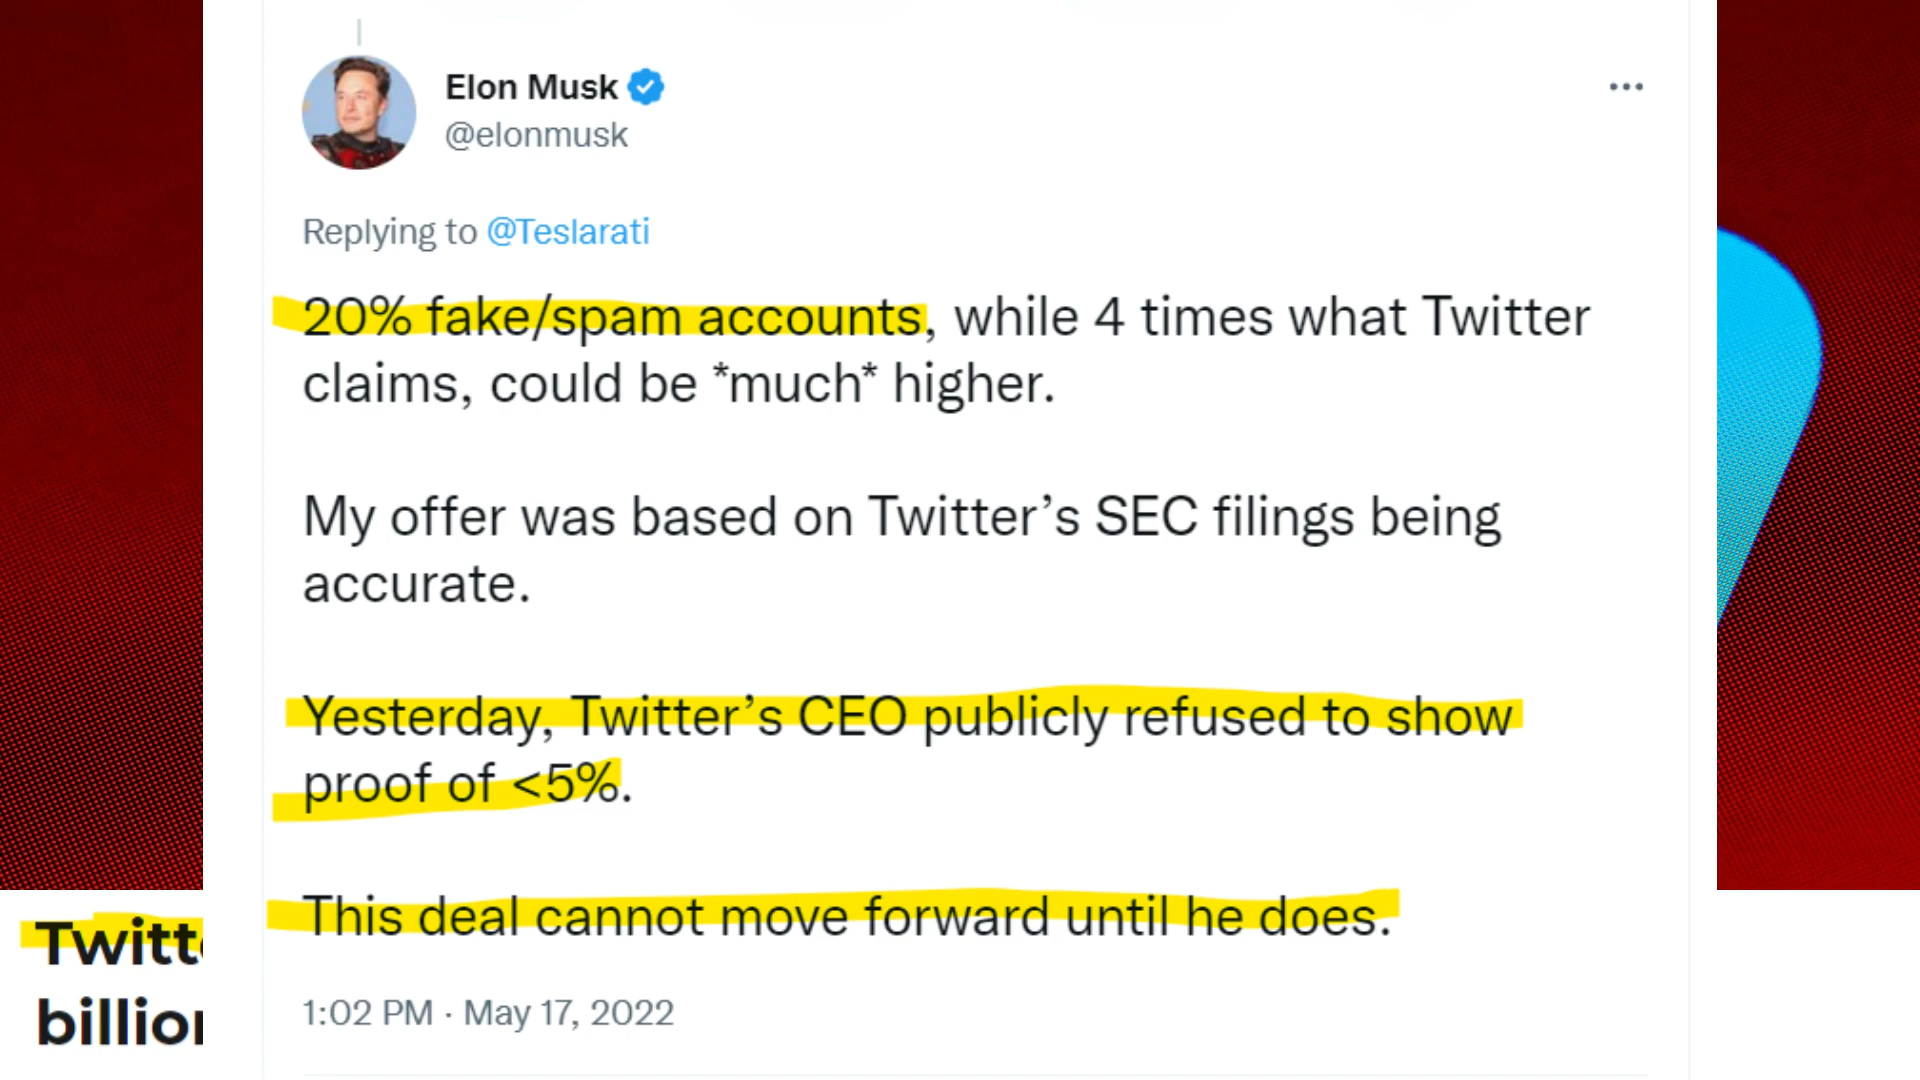 Elon Musk
@elonmusk
Replying to @Teslarati
20% fake/spam accounts, while 4 times what Twitter
claims, could be *much* higher.
My offer was based on Twitter’s SEC filings being
accurate.
Yesterday, Twitter’s CEO publicly refused to show
proof of <5%.
This deal cannot move forward until he does.
1:02 PM · May 17, 2022